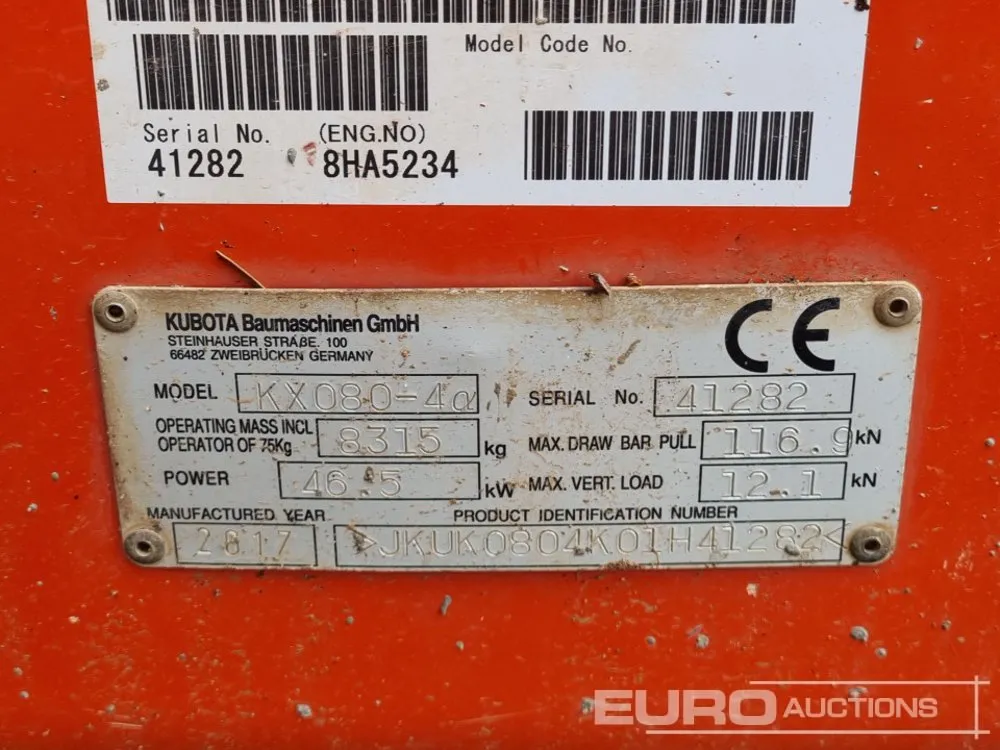 Model Code No.
Serial No. (ENG.NO)
41282 8HA5234
KUBOTA Baumaschinen GmbH
STEINHAUSER STRAßE. 100
66482 ZWEIBRÜCKEN GERMANY
CE
MODEL KX080-4α SERIAL No. 41282
OPERATING MASS INCL
OPERATOR OF 75Kg 8315 kg MAX. DRAW BAR PULL 116.9 kN
POWER 46.5 kW MAX. VERT. LOAD 12.1 kN
MANUFACTURED YEAR PRODUCT IDENTIFICATION NUMBER
2017 >JKUK0804K01H41282<
EURO AUCTIONS